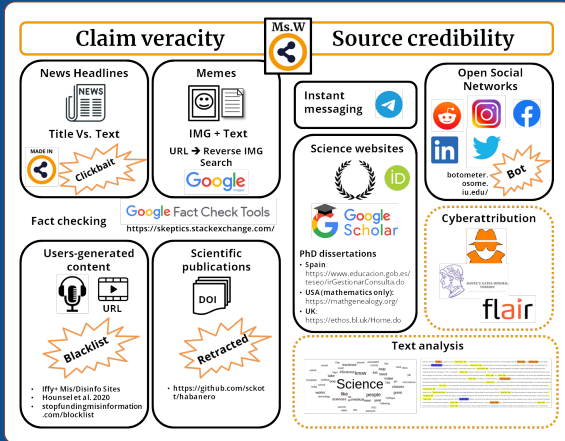 Ms.W
Claim veracity
Source credibility
News Headlines
NEWS
Title Vs. Text
MADE IN
Clickbait
Memes
IMG + Text
URL ➔ Reverse IMG
Search
Google
Images
Fact checking
Google Fact Check Tools
https://skeptics.stackexchange.com/
Users-generated
content
URL
Blacklist
• Iffy+ Mis/Disinfo Sites
• Hounsel et al. 2020
• stopfundingmisinformation
.com/blocklist
Scientific
publications
DOI
Retracted
• https://github.com/sckot
t/habanero
Instant
messaging
Science websites
iD
Google
Scholar
PhD dissertations
• Spain:
https://www.educacion.gob.es/
teseo/irGestionarConsulta.do
• USA (mathematics only):
https://mathgenealogy.org/
• UK:
https://ethos.bl.uk/Home.do
Open Social
Networks
in
botometer.
osome.
iu.edu/
Bot
Cyberattribution
flair
Text analysis
Science
know
people
like